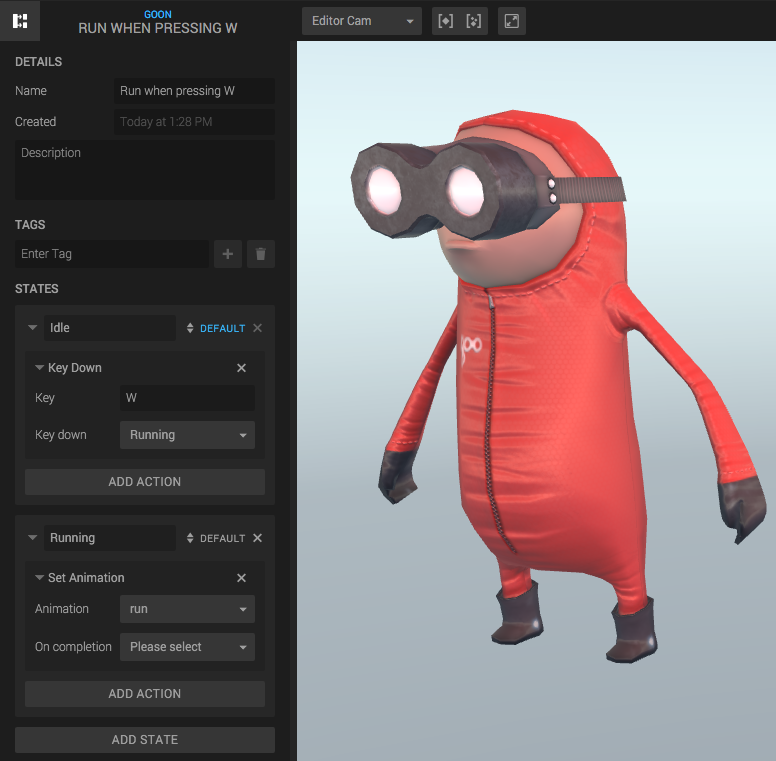 GOON
RUN WHEN PRESSING W
Editor Cam
DETAILS
Name Run when pressing W
Created Today at 1:28 PM
Description
TAGS
Enter Tag
STATES
Idle DEFAULT
Key Down
Key W
Key down Running
ADD ACTION
Running DEFAULT
Set Animation
Animation run
On completion Please select
ADD ACTION
ADD STATE
goo